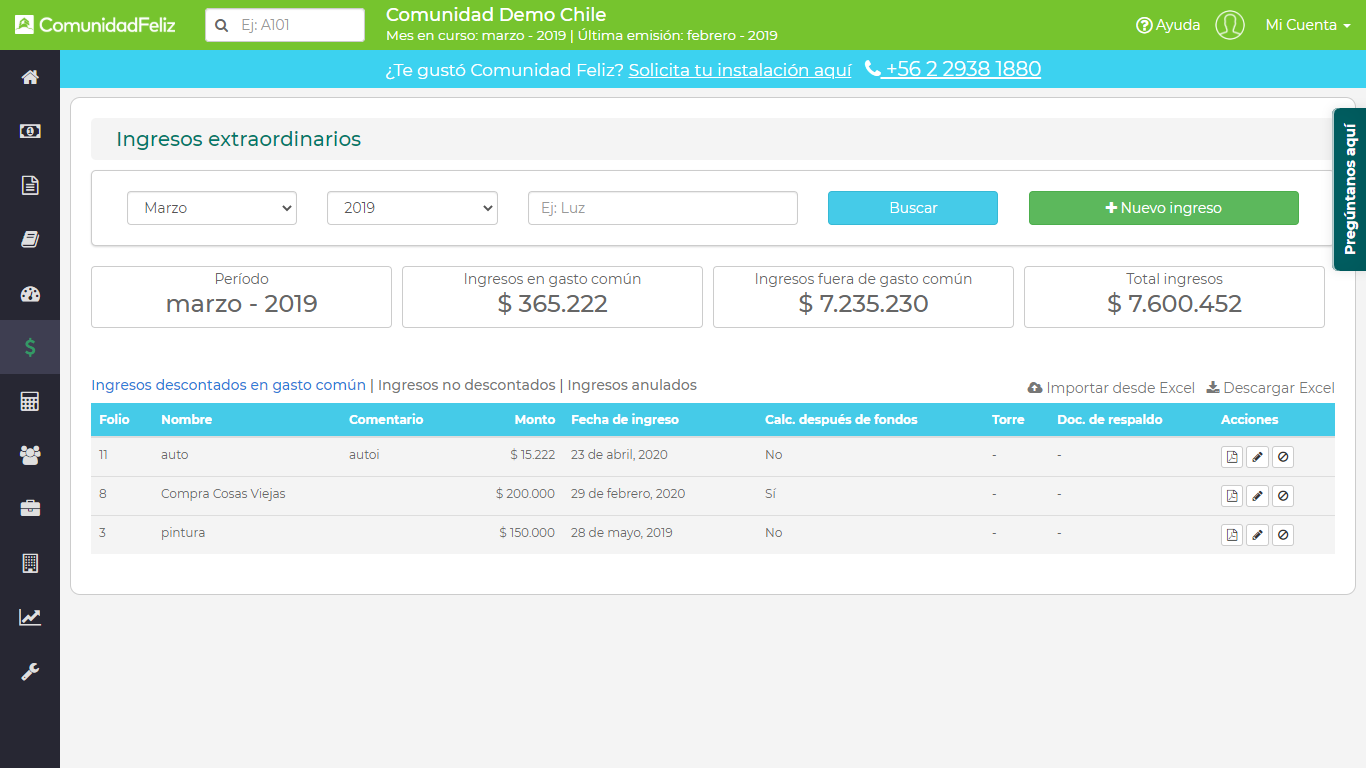 ComunidadFeliz
Ej: A101
Comunidad Demo Chile
Mes en curso: marzo - 2019 | Última emisión: febrero - 2019
Ayuda
Mi Cuenta
¿Te gustó Comunidad Feliz? Solicita tu instalación aquí +56 2 2938 1880
Pregúntanos aquí
Ingresos extraordinarios
Marzo 2019 Ej: Luz Buscar + Nuevo ingreso
Período
marzo - 2019
Ingresos en gasto común
$ 365.222
Ingresos fuera de gasto común
$ 7.235.230
Total ingresos
$ 7.600.452
Ingresos descontados en gasto común | Ingresos no descontados | Ingresos anulados
Importar desde Excel Descargar Excel
Folio Nombre Comentario Monto Fecha de ingreso Calc. después de fondos Torre Doc. de respaldo Acciones
11 auto autoi $ 15.222 23 de abril, 2020 No - -
8 Compra Cosas Viejas $ 200.000 29 de febrero, 2020 Sí - -
3 pintura $ 150.000 28 de mayo, 2019 No - -